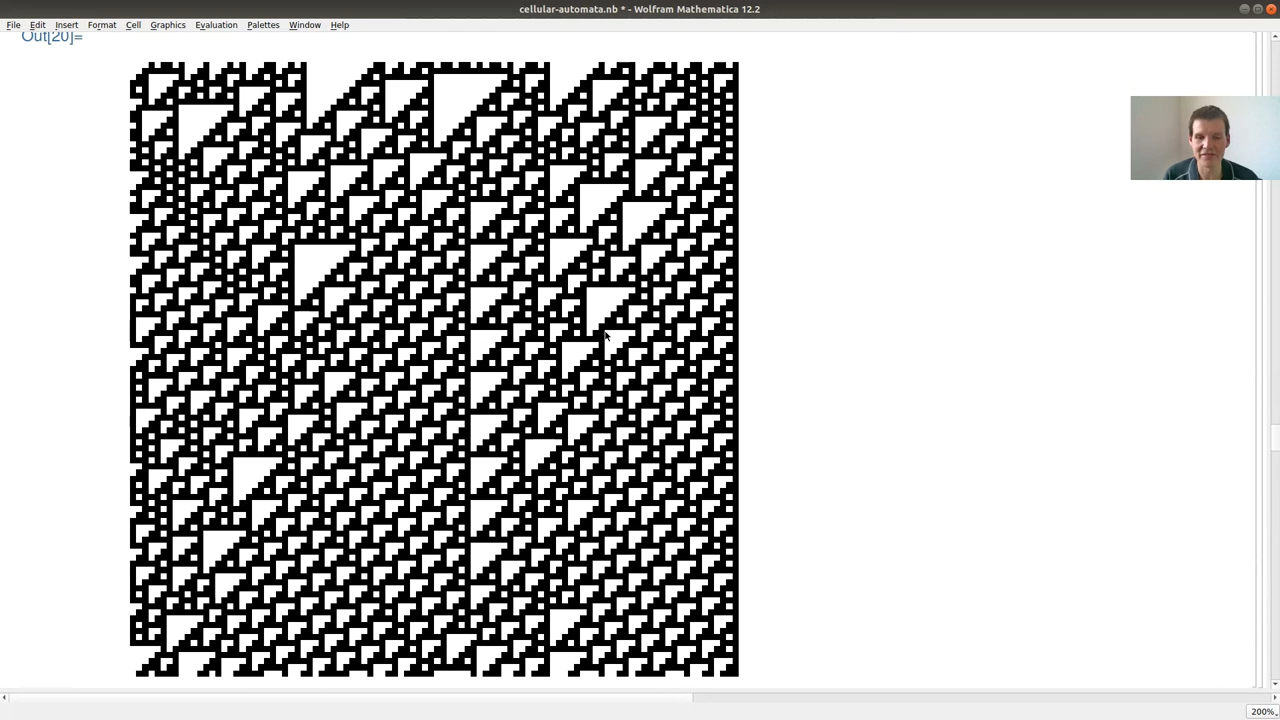 cellular-automata.nb * - Wolfram Mathematica 12.2
File Edit Insert Format Cell Graphics Evaluation Palettes Window Help
Out[20]=
200%